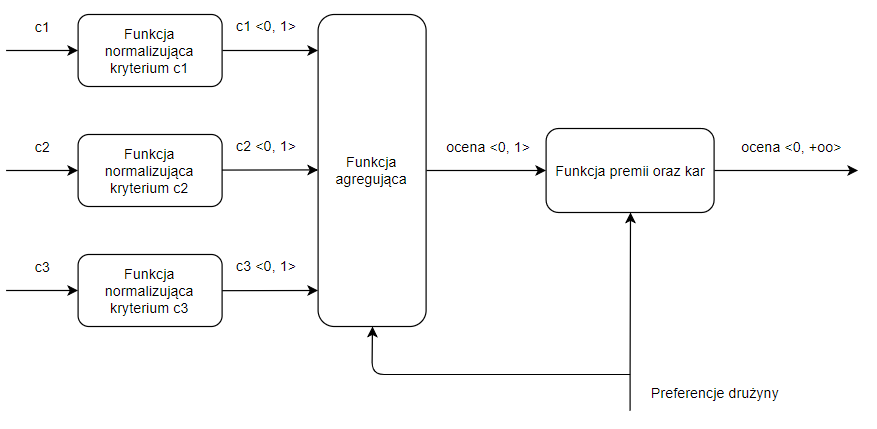 c1
Funkcja
normalizująca
kryterium c1
c1 <0, 1>
c2
Funkcja
normalizująca
kryterium c2
c2 <0, 1>
c3
Funkcja
normalizująca
kryterium c3
c3 <0, 1>
Funkcja
agregująca
ocena <0, 1>
Funkcja premii oraz kar
ocena <0, +oo>
Preferencje drużyny